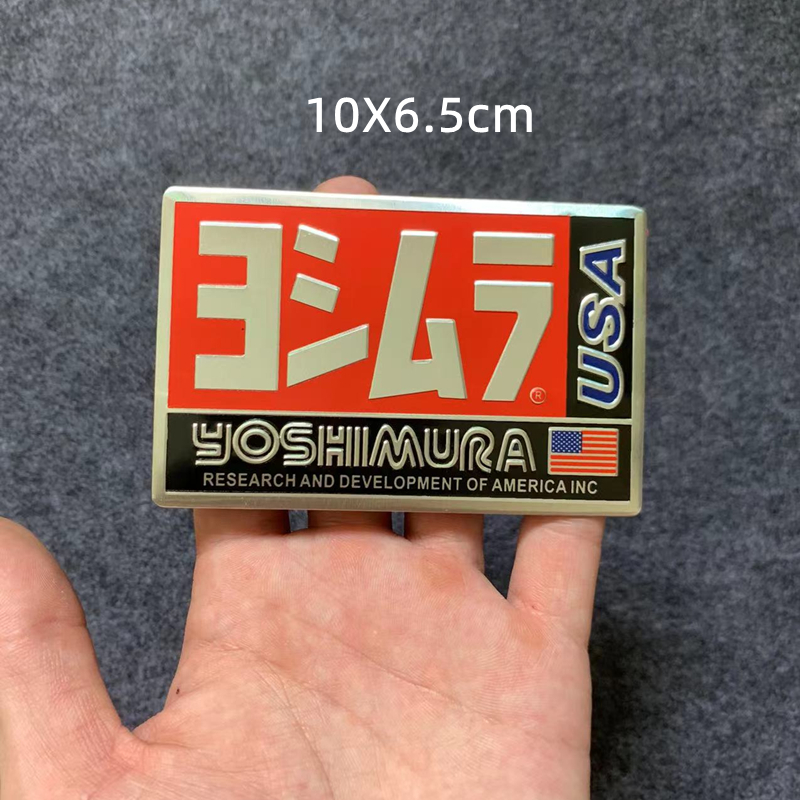 10X6.5cm
ヨシムラ®
USA
YOSHIMURA
RESEARCH AND DEVELOPMENT OF AMERICA INC